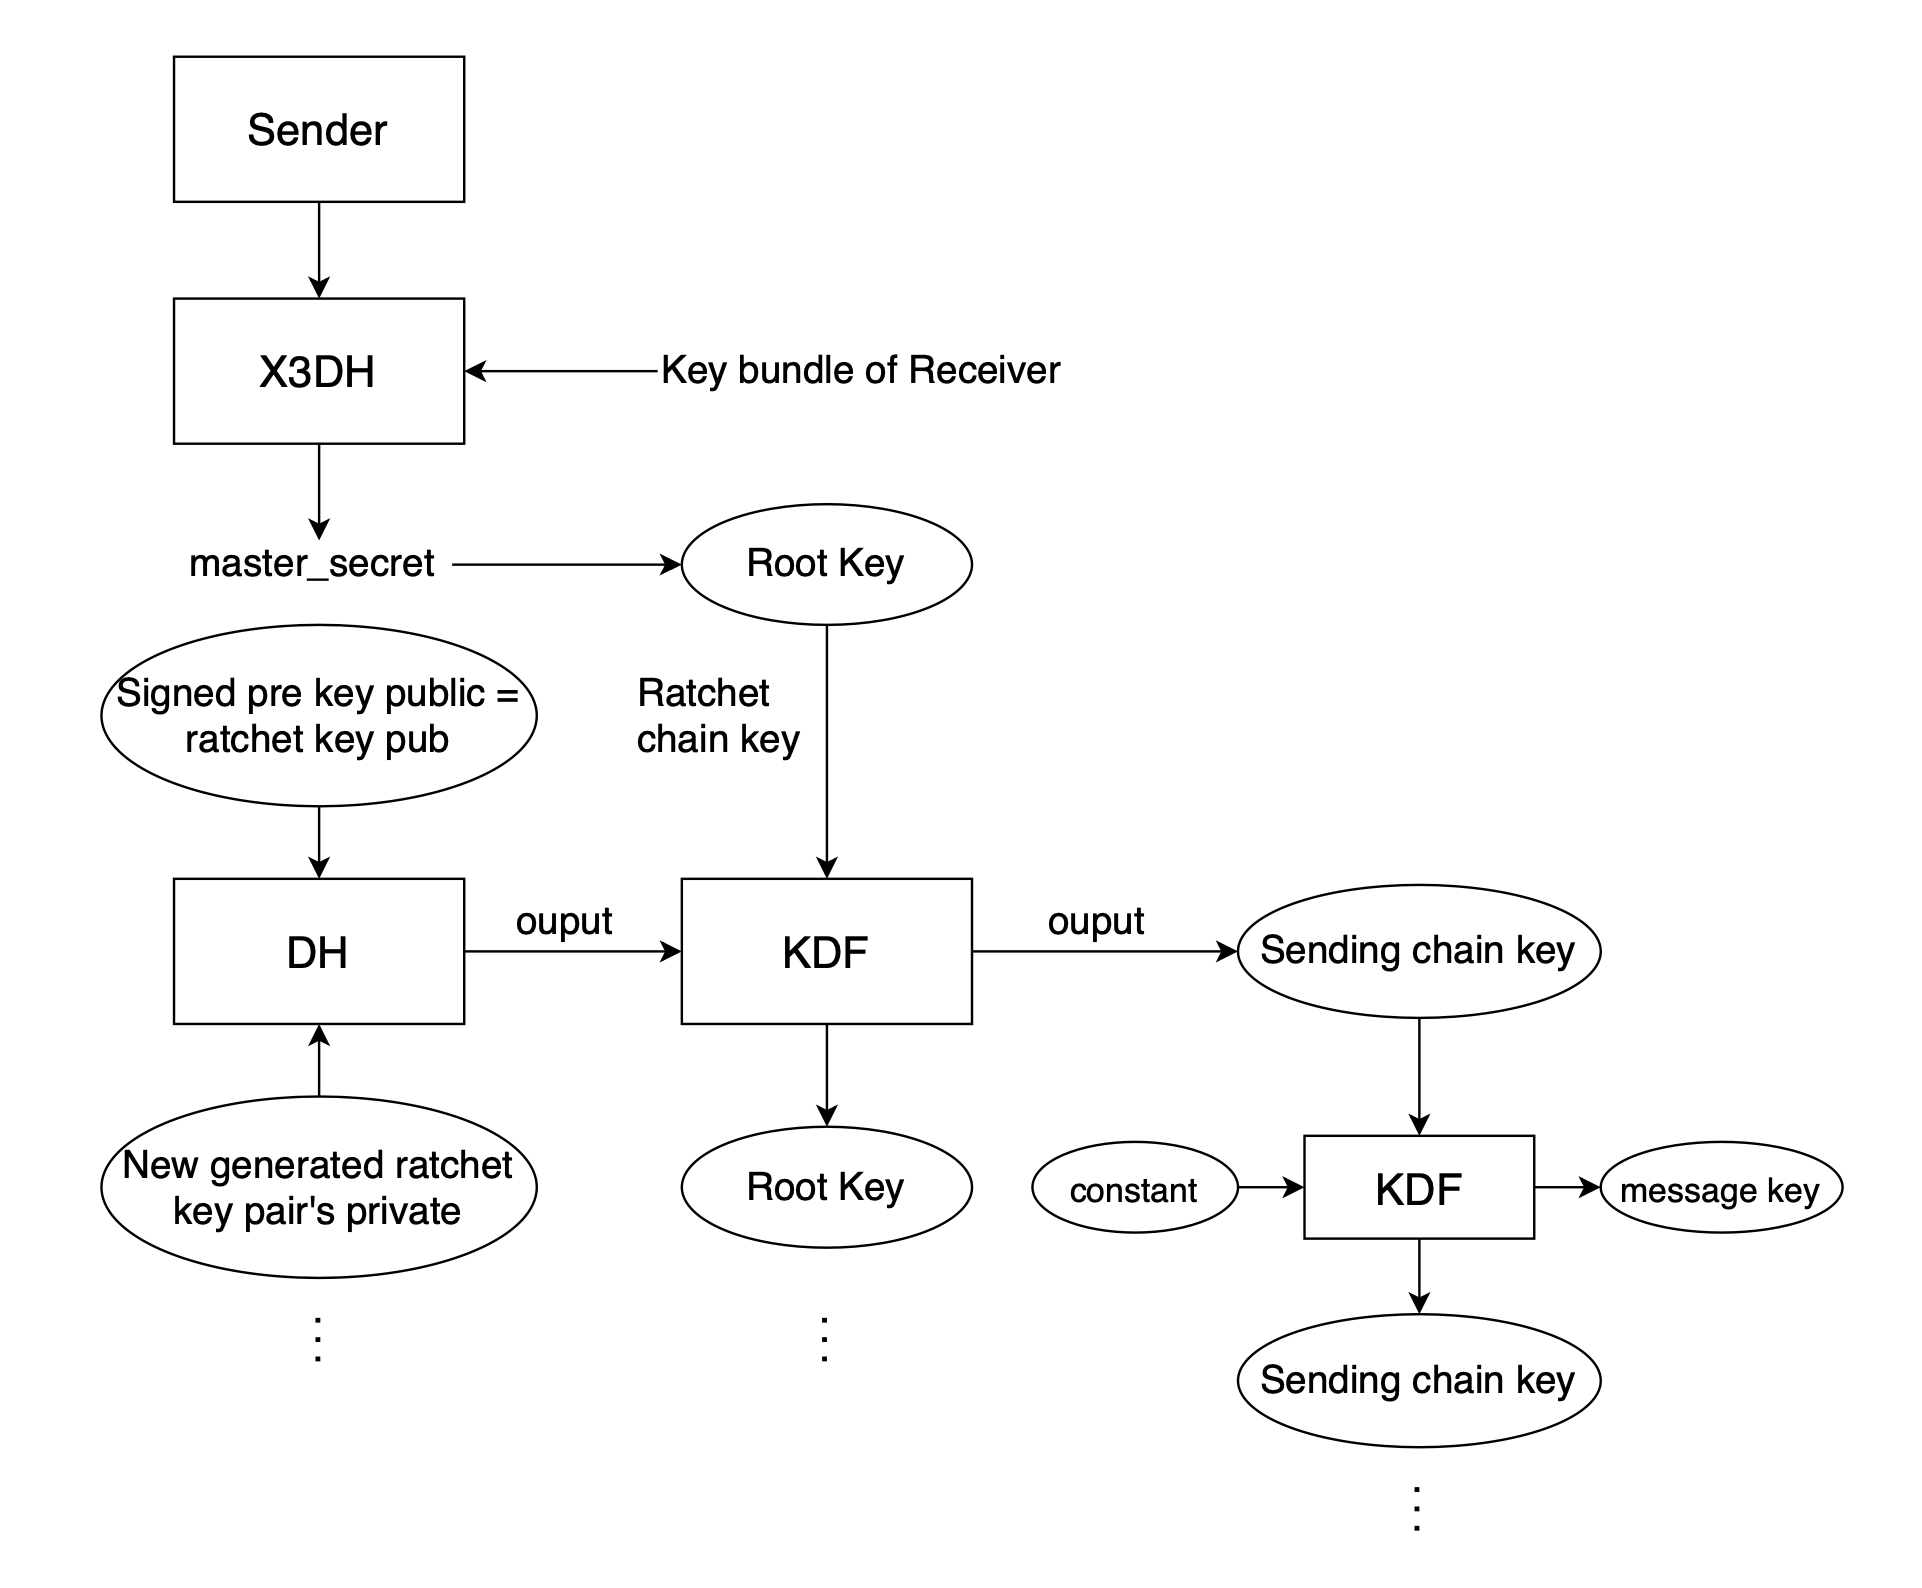 Sender
X3DH
Key bundle of Receiver
master_secret
Root Key
Signed pre key public =
ratchet key pub
Ratchet
chain key
DH
ouput
KDF
ouput
Sending chain key
New generated ratchet
key pair's private
Root Key
constant
KDF
message key
Sending chain key